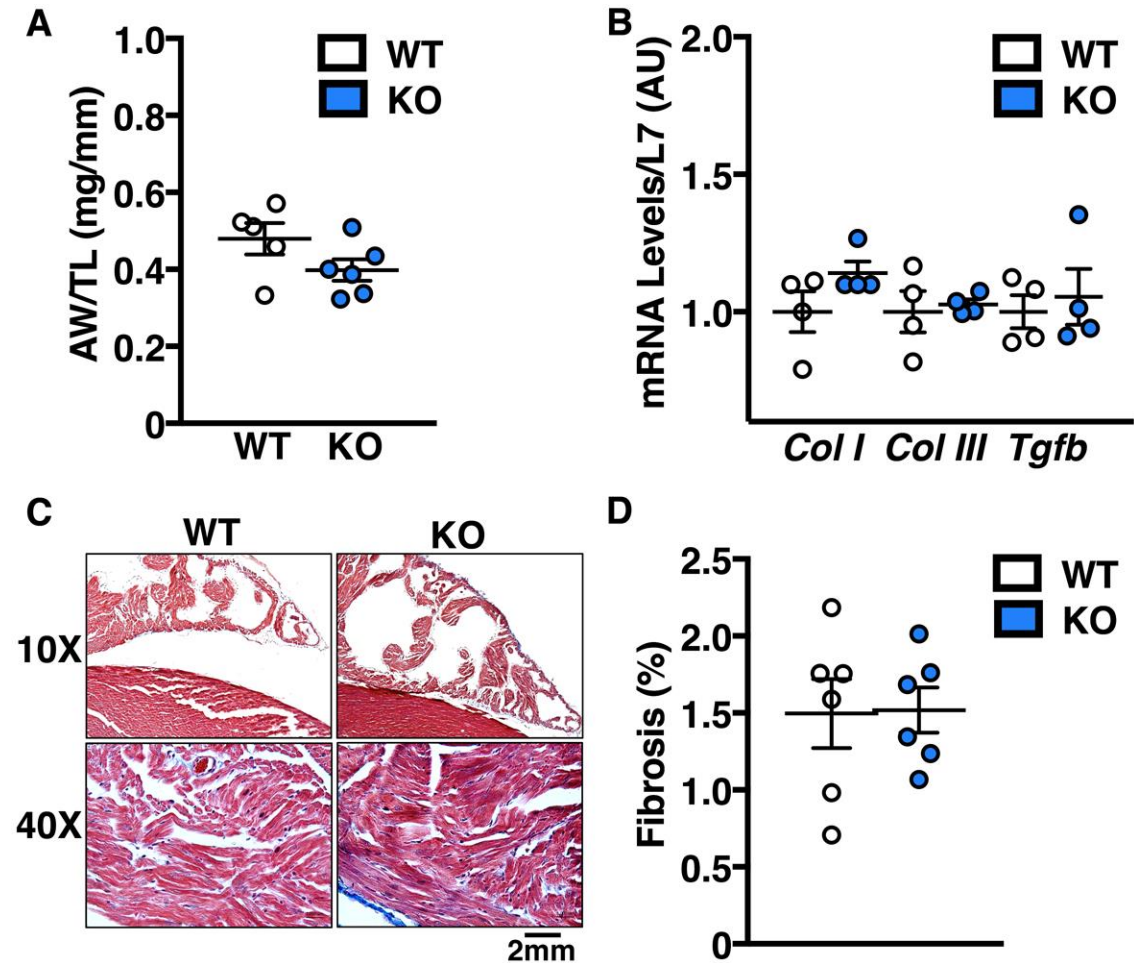 A
AW/TL (mg/mm)
1.0
0.8
0.6
0.4
0.2
0
WT
KO
WT KO
B
mRNA Levels/L7 (AU)
2.0
1.5
1.0
WT
KO
Col I Col III Tgfb
C
WT KO
10X
40X
2mm
D
Fibrosis (%)
2.5
2.0
1.5
1.0
0.5
0
WT
KO